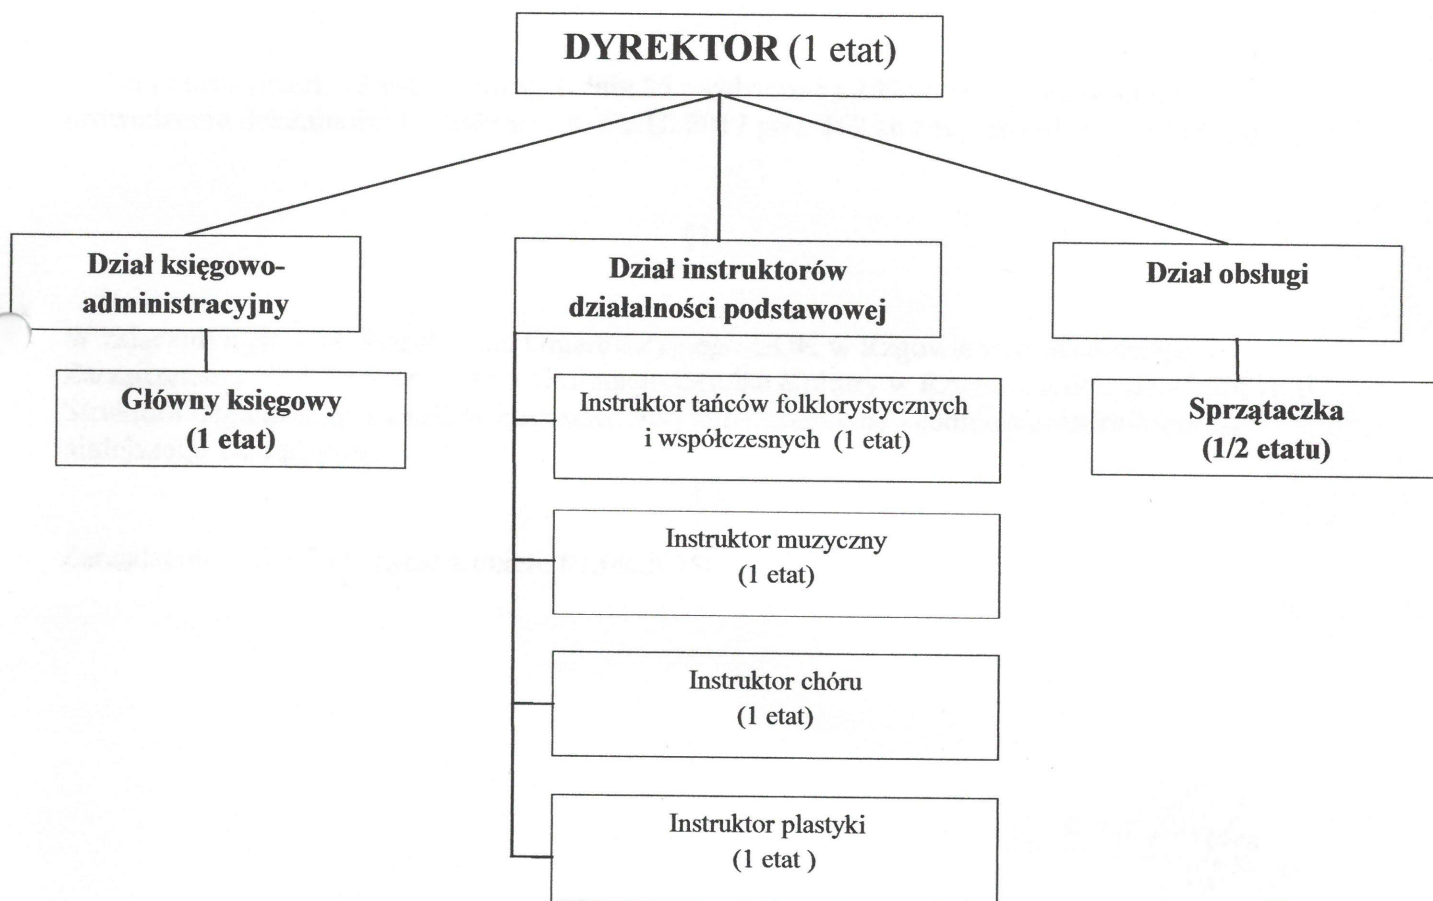 DYREKTOR (1 etat)
Dział księgowo-
administracyjny
Główny księgowy
(1 etat)
Dział instruktorów
działalności podstawowej
Instruktor tańców folklorystycznych
i współczesnych (1 etat)
Instruktor muzyczny
(1 etat)
Instruktor chóru
(1 etat)
Instruktor plastyki
(1 etat )
Dział obsługi
Sprzątaczka
(1/2 etatu)